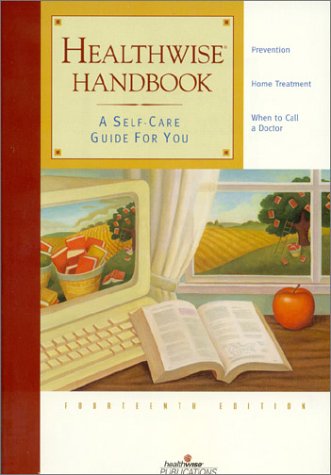 HEALTHWISE®
HANDBOOK
A SELF-CARE
GUIDE FOR YOU
Prevention
Home Treatment
When to Call
a Doctor
FOURTEENTH EDITION
healthwise®
PUBLICATIONS